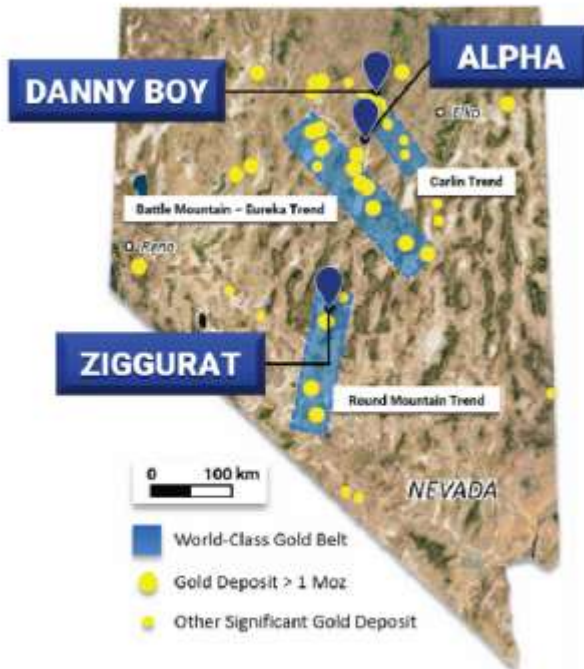 ALPHA
DANNY BOY
Elko
Carlin Trend
Battle Mountain – Eureka Trend
Reno
ZIGGURAT
Round Mountain Trend
0 100 km
NEVADA
World-Class Gold Belt
Gold Deposit > 1 Moz
Other Significant Gold Deposit